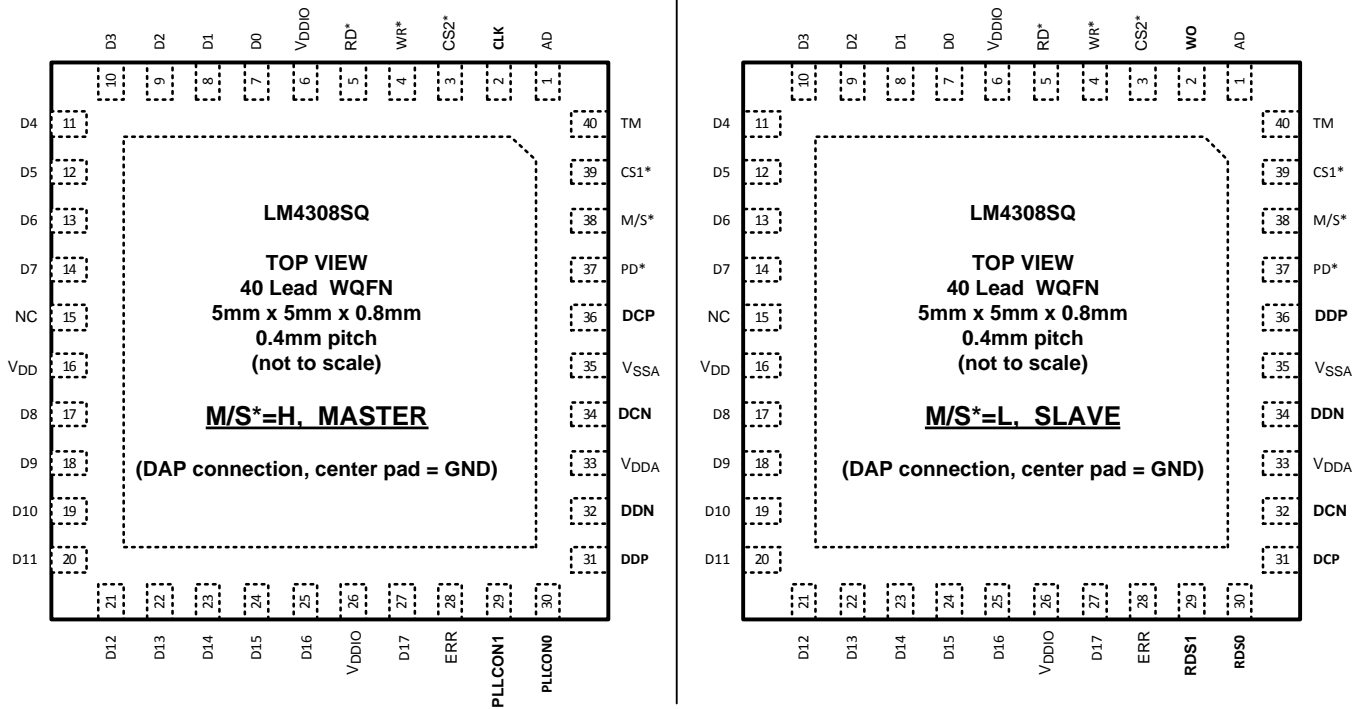 D3 D2 D1 D0 VDDIO RD* WR* CS2* CLK AD
10 9 8 7 6 5 4 3 2 1
D4 11
D5 12
D6 13
D7 14
NC 15
VDD 16
D8 17
D9 18
D10 19
D11 20
LM4308SQ
TOP VIEW
40 Lead WQFN
5mm x 5mm x 0.8mm
0.4mm pitch
(not to scale)
M/S*=H, MASTER
(DAP connection, center pad = GND)
40 TM
39 CS1*
38 M/S*
37 PD*
36 DCP
35 VSSA
34 DCN
33 VDDA
32 DDN
31 DDP
21 22 23 24 25 26 27 28 29 30
D12 D13 D14 D15 D16 VDDIO D17 ERR PLLCON1 PLLCON0
D3 D2 D1 D0 VDDIO RD* WR* CS2* WO AD
10 9 8 7 6 5 4 3 2 1
D4 11
D5 12
D6 13
D7 14
NC 15
VDD 16
D8 17
D9 18
D10 19
D11 20
LM4308SQ
TOP VIEW
40 Lead WQFN
5mm x 5mm x 0.8mm
0.4mm pitch
(not to scale)
M/S*=L, SLAVE
(DAP connection, center pad = GND)
40 TM
39 CS1*
38 M/S*
37 PD*
36 DDP
35 VSSA
34 DDN
33 VDDA
32 DCN
31 DCP
21 22 23 24 25 26 27 28 29 30
D12 D13 D14 D15 D16 VDDIO D17 ERR RDS1 RDS0